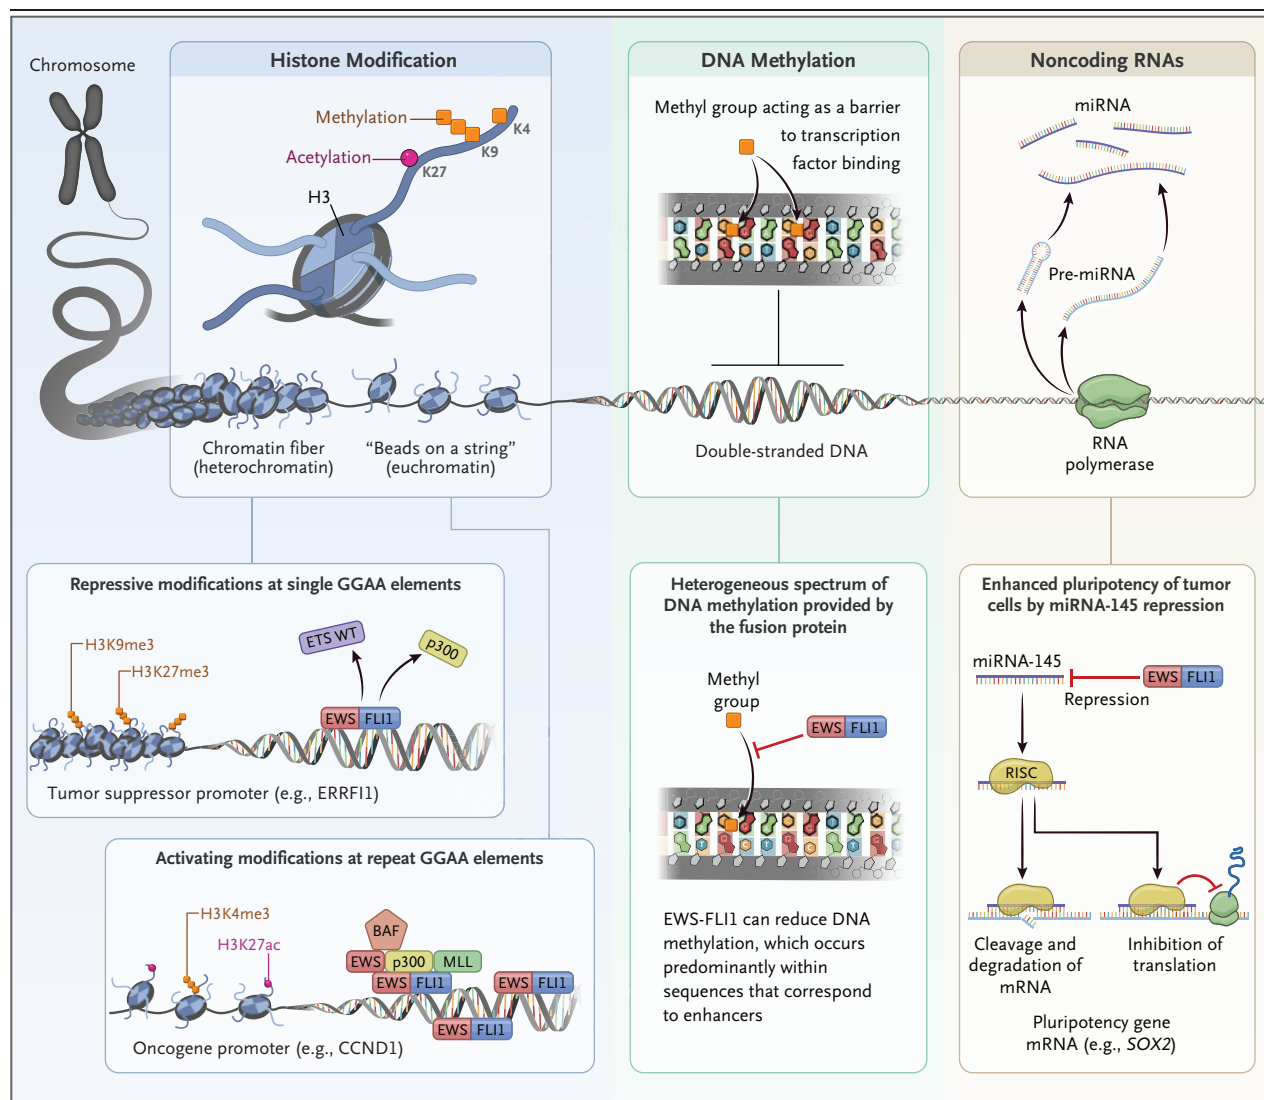 Chromosome
Histone Modification
Methylation
K4
K9
Acetylation
K27
H3
Chromatin fiber
(heterochromatin)
“Beads on a string”
(euchromatin)
DNA Methylation
Methyl group acting as a barrier
to transcription
factor binding
Double-stranded DNA
Noncoding RNAs
miRNA
Pre-miRNA
RNA
polymerase
Repressive modifications at single GGAA elements
H3K9me3
H3K27me3
ETS WT
p300
EWS
FLI1
Tumor suppressor promoter (e.g., ERRFI1)
Activating modifications at repeat GGAA elements
H3K4me3
H3K27ac
BAF
EWS
p300
MLL
EWS
FLI1
EWS
FLI1
EWS
FLI1
Oncogene promoter (e.g., CCND1)
Heterogeneous spectrum of
DNA methylation provided by
the fusion protein
Methyl
group
EWS
FLI1
T
C
T
C
T
EWS-FLI1 can reduce DNA
methylation, which occurs
predominantly within
sequences that correspond
to enhancers
Enhanced pluripotency of tumor
cells by miRNA-145 repression
miRNA-145
EWS
FLI1
Repression
RISC
Cleavage and
degradation of
mRNA
Inhibition of
translation
Pluripotency gene
mRNA (e.g., SOX2)